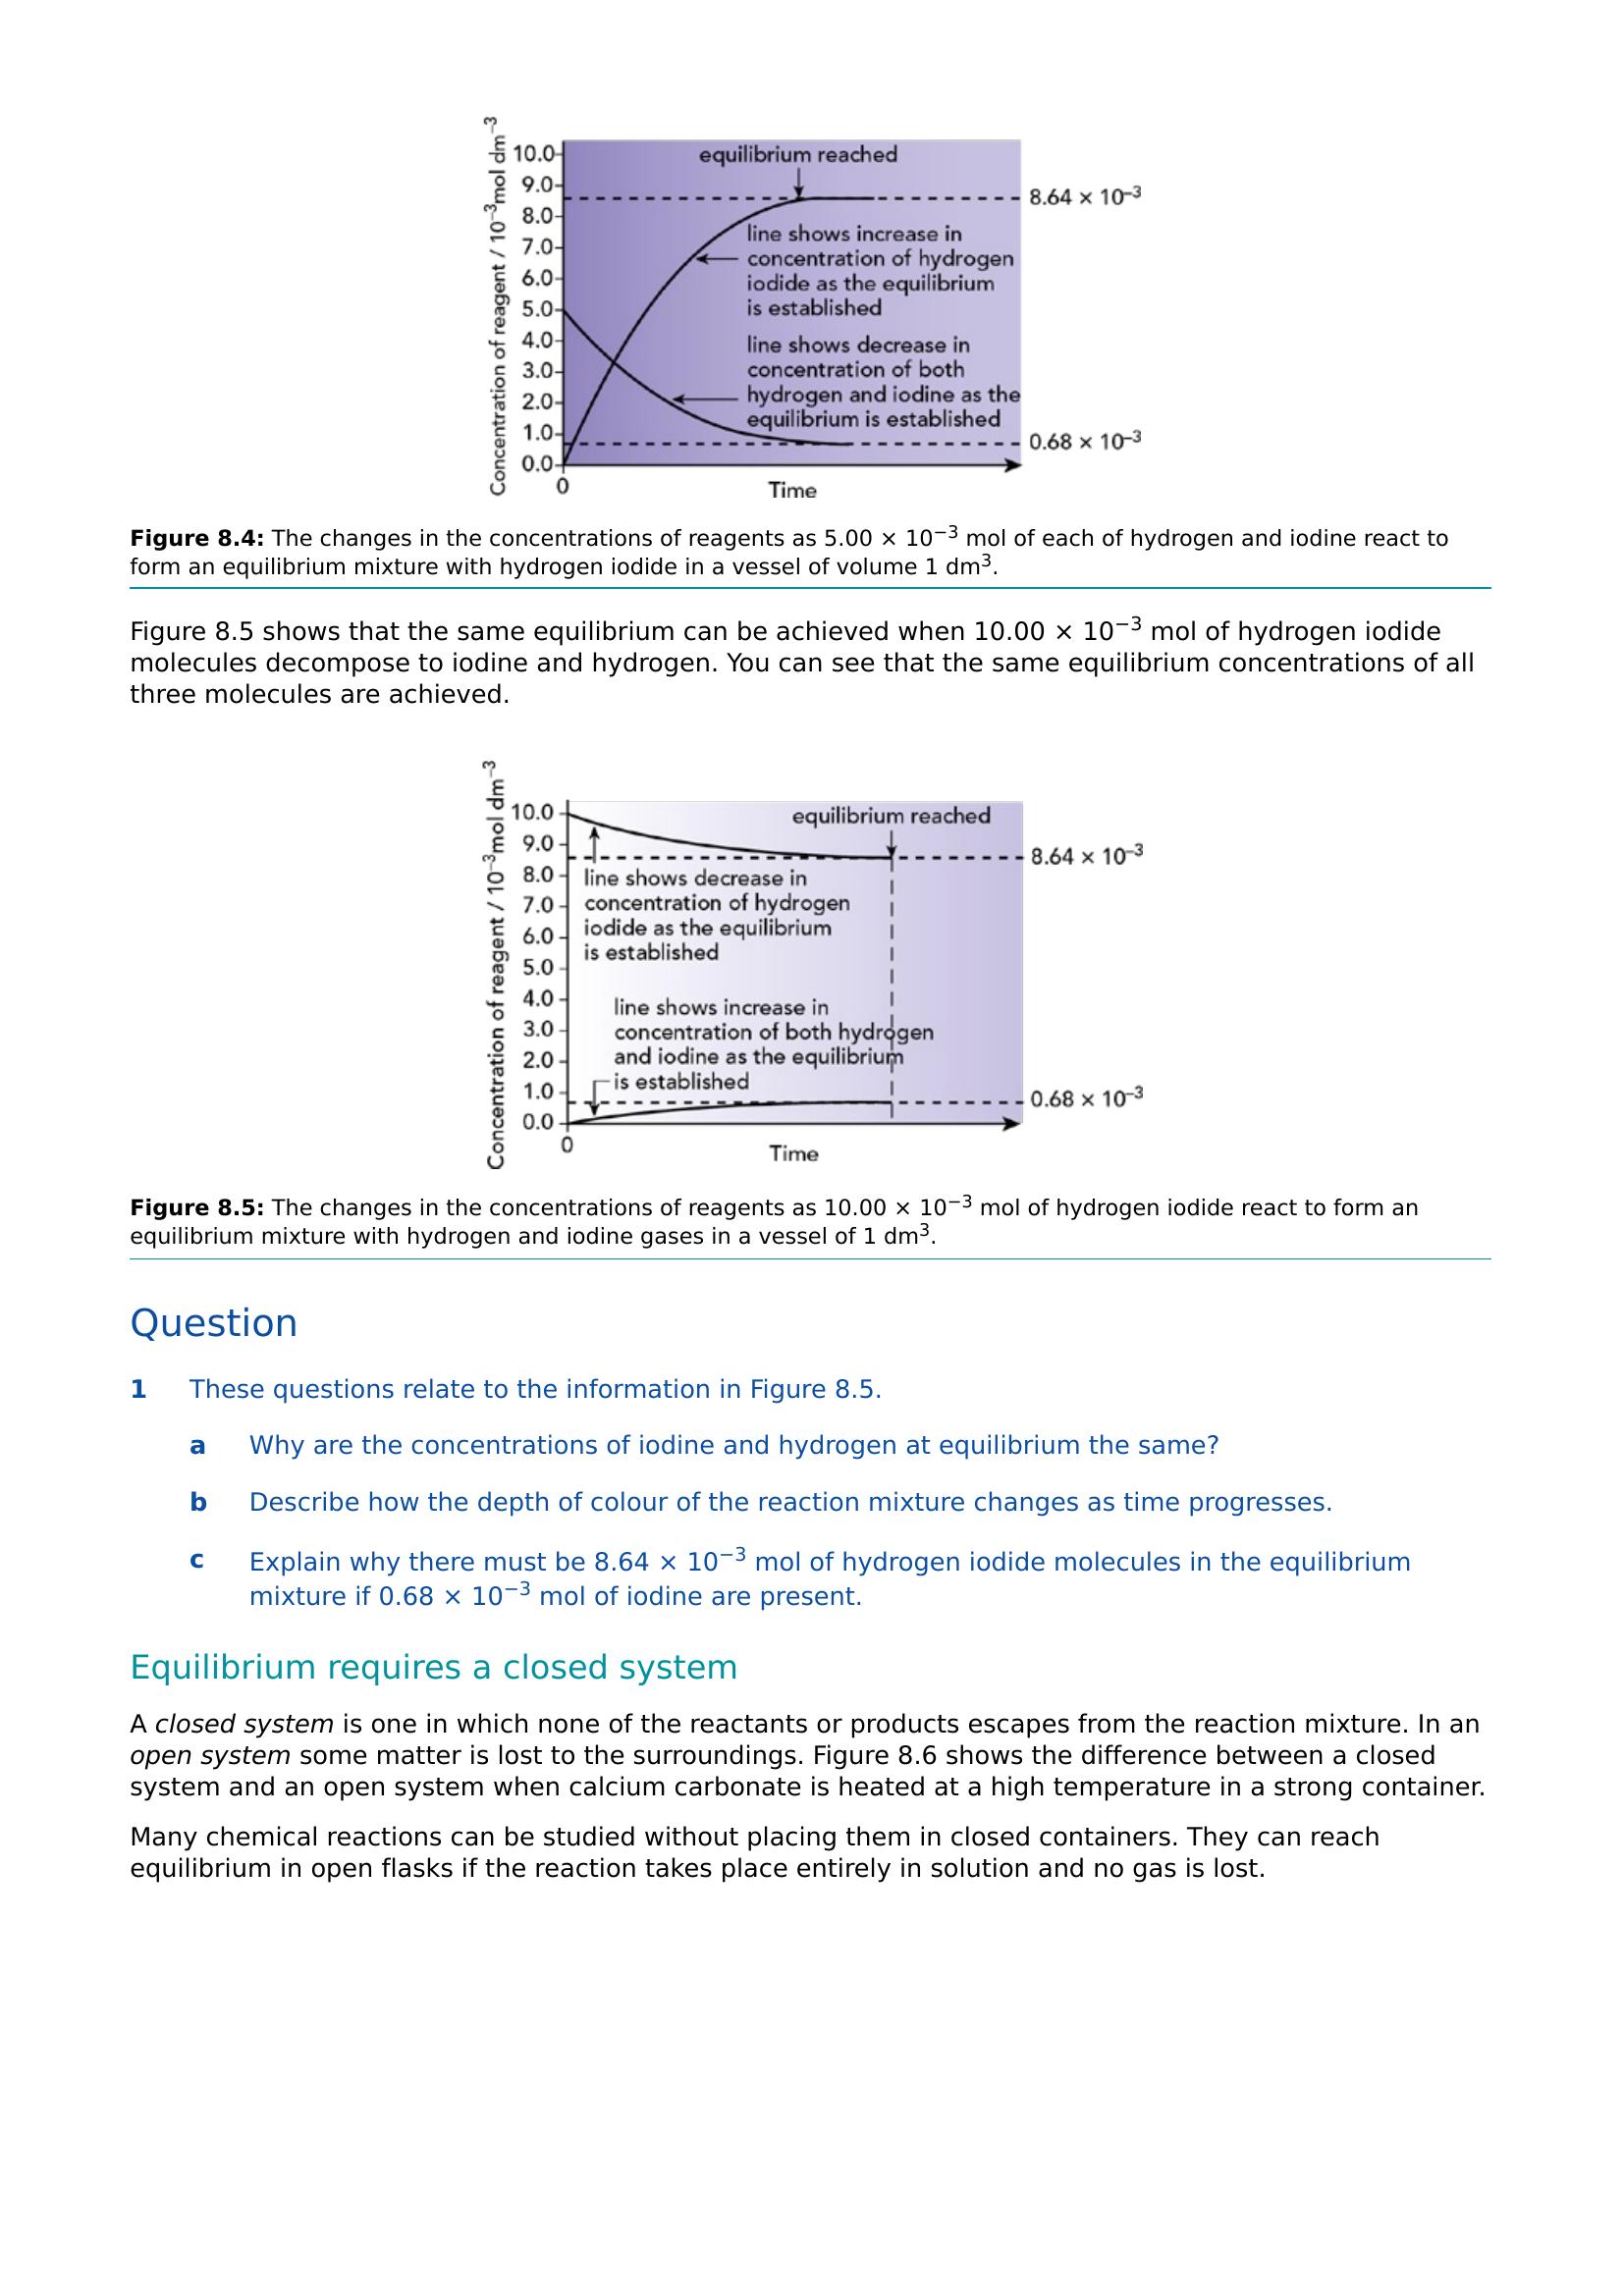 Concentration of reagent / 10⁻³mol dm⁻³
10.0
9.0
8.0
7.0
6.0
5.0
4.0
3.0
2.0
1.0
0.0
0
Time
equilibrium reached
8.64 × 10⁻³
line shows increase in
concentration of hydrogen
iodide as the equilibrium
is established
line shows decrease in
concentration of both
hydrogen and iodine as the
equilibrium is established
0.68 × 10⁻³
Figure 8.4: The changes in the concentrations of reagents as 5.00 × 10⁻³ mol of each of hydrogen and iodine react to
form an equilibrium mixture with hydrogen iodide in a vessel of volume 1 dm³.
Figure 8.5 shows that the same equilibrium can be achieved when 10.00 × 10⁻³ mol of hydrogen iodide
molecules decompose to iodine and hydrogen. You can see that the same equilibrium concentrations of all
three molecules are achieved.
Concentration of reagent / 10⁻³mol dm⁻³
10.0
9.0
8.0
7.0
6.0
5.0
4.0
3.0
2.0
1.0
0.0
0
Time
equilibrium reached
8.64 × 10⁻³
line shows decrease in
concentration of hydrogen
iodide as the equilibrium
is established
line shows increase in
concentration of both hydrogen
and iodine as the equilibrium
is established
0.68 × 10⁻³
Figure 8.5: The changes in the concentrations of reagents as 10.00 × 10⁻³ mol of hydrogen iodide react to form an
equilibrium mixture with hydrogen and iodine gases in a vessel of 1 dm³.
Question
1 These questions relate to the information in Figure 8.5.
a Why are the concentrations of iodine and hydrogen at equilibrium the same?
b Describe how the depth of colour of the reaction mixture changes as time progresses.
c Explain why there must be 8.64 × 10⁻³ mol of hydrogen iodide molecules in the equilibrium
mixture if 0.68 × 10⁻³ mol of iodine are present.
Equilibrium requires a closed system
A closed system is one in which none of the reactants or products escapes from the reaction mixture. In an
open system some matter is lost to the surroundings. Figure 8.6 shows the difference between a closed
system and an open system when calcium carbonate is heated at a high temperature in a strong container.
Many chemical reactions can be studied without placing them in closed containers. They can reach
equilibrium in open flasks if the reaction takes place entirely in solution and no gas is lost.